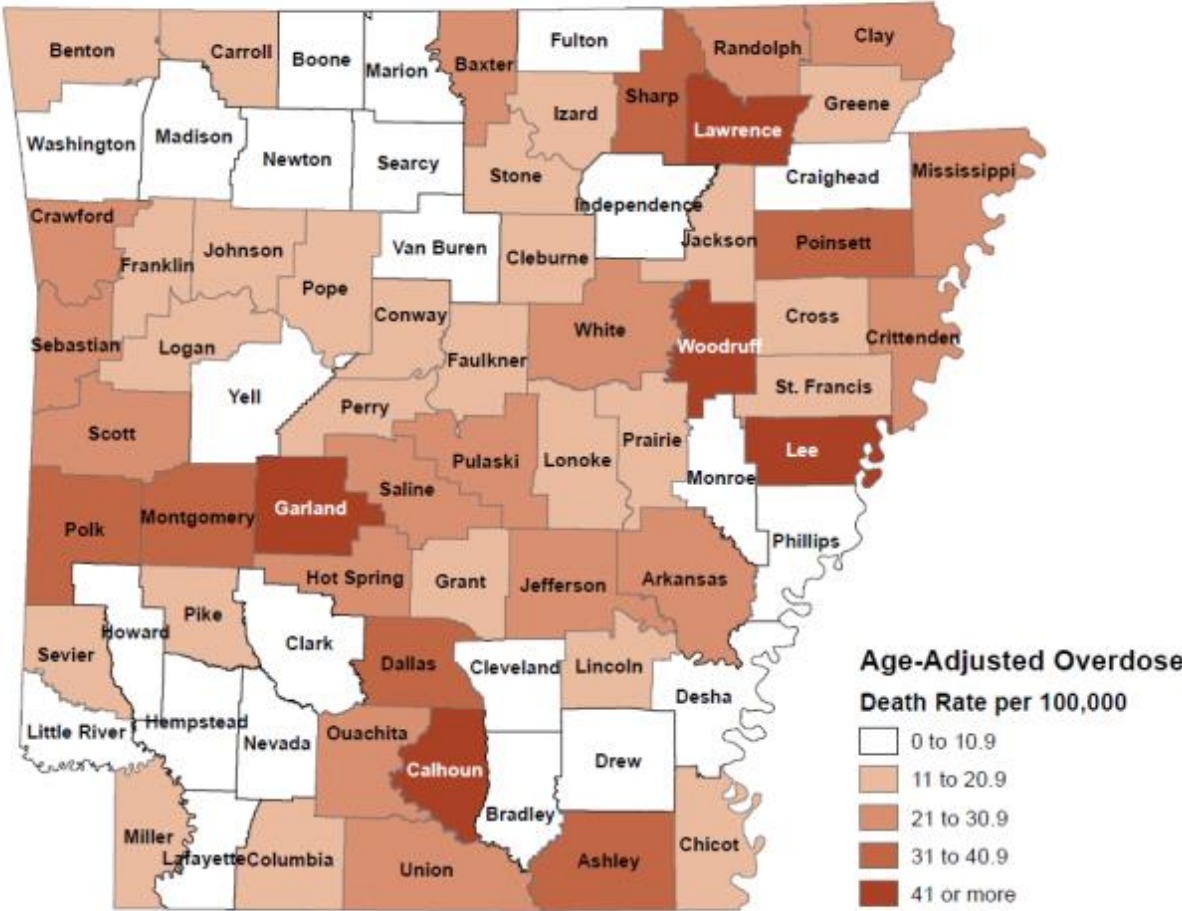 Benton
Carroll
Boone
Marion
Baxter
Fulton
Randolph
Clay
Sharp
Izard
Lawrence
Greene
Washington
Madison
Newton
Searcy
Stone
Independence
Craighead
Mississippi
Crawford
Franklin
Johnson
Pope
Van Buren
Cleburne
Jackson
Poinsett
Conway
Faulkner
White
Woodruff
Cross
Crittenden
Sebastian
Logan
Yell
Perry
St. Francis
Scott
Pulaski
Lonoke
Prairie
Monroe
Lee
Polk
Montgomery
Garland
Saline
Phillips
Hot Spring
Grant
Jefferson
Arkansas
Howard
Pike
Clark
Sevier
Dallas
Cleveland
Lincoln
Desha
Little River
Hempstead
Nevada
Ouachita
Calhoun
Bradley
Drew
Miller
Lafayette
Columbia
Union
Ashley
Chicot
Age-Adjusted Overdose
Death Rate per 100,000
0 to 10.9
11 to 20.9
21 to 30.9
31 to 40.9
41 or more